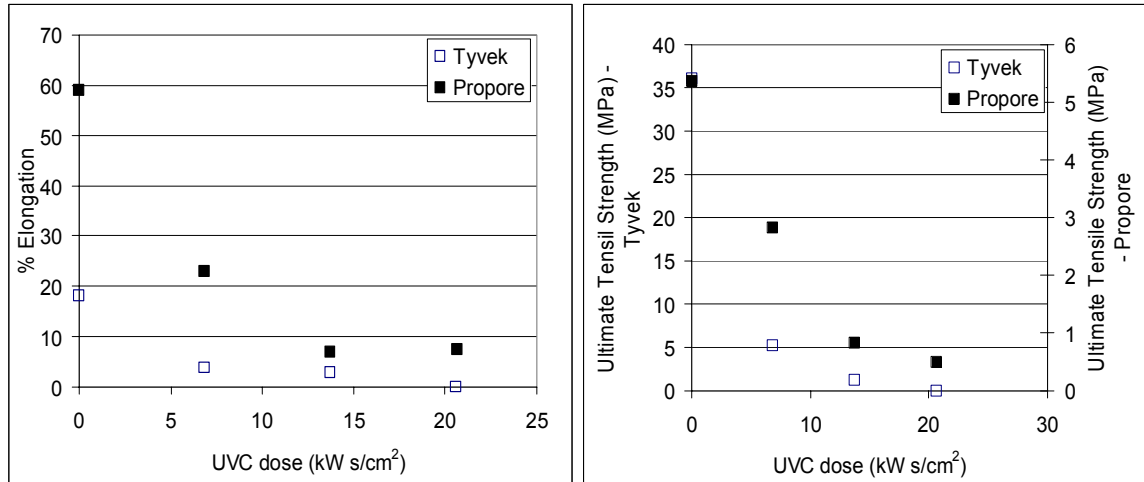 % Elongation
70
60
50
40
30
20
10
0
0 5 10 15 20 25
UVC dose (kW s/cm²)
Tyvek
Propore
Ultimate Tensil Strength (MPa) -
Tyvek
40
35
30
25
20
15
10
5
0
0 10 20 30
UVC dose (kW s/cm²)
Tyvek
Propore
6
5
4
3
2
1
0
Ultimate Tensile Strength (MPa)
- Propore